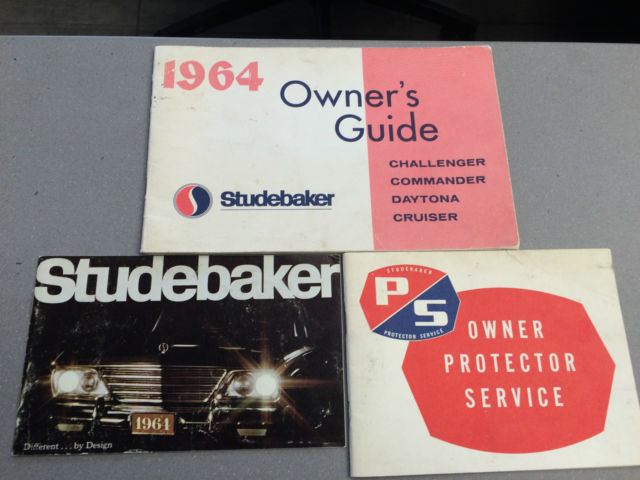 1964
Owner's
Guide
CHALLENGER
COMMANDER
DAYTONA
CRUISER
Studebaker
Studebaker
1964
Different . . . by Design
STUDEBAKER
PS
PROTECTOR SERVICE
OWNER
PROTECTOR
SERVICE